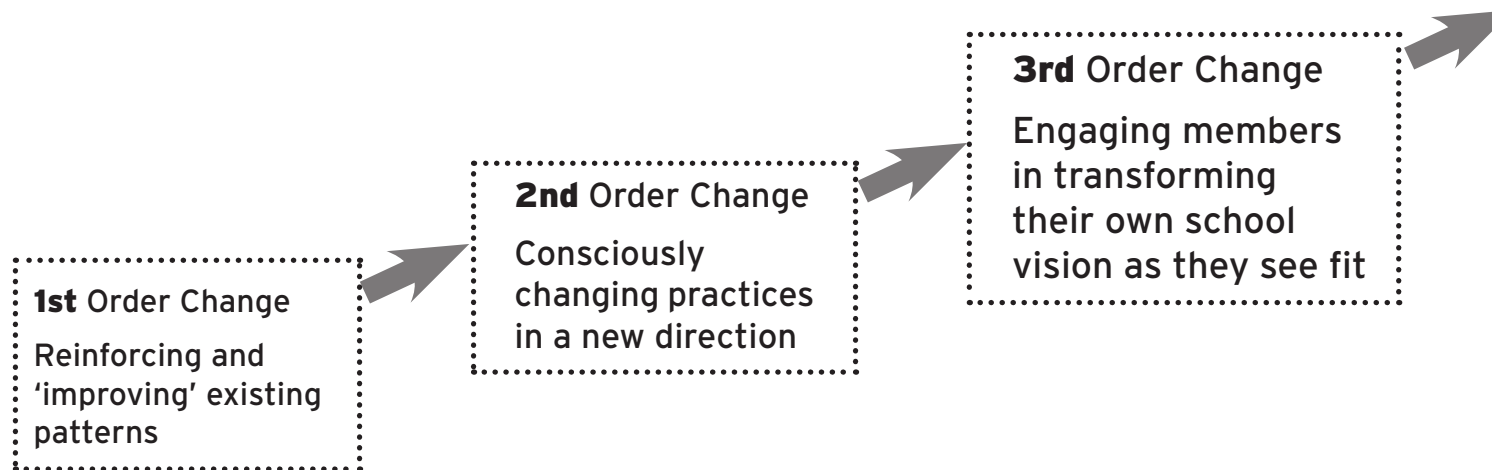 1st Order Change
Reinforcing and
‘improving’ existing
patterns
2nd Order Change
Consciously
changing practices
in a new direction
3rd Order Change
Engaging members
in transforming
their own school
vision as they see fit